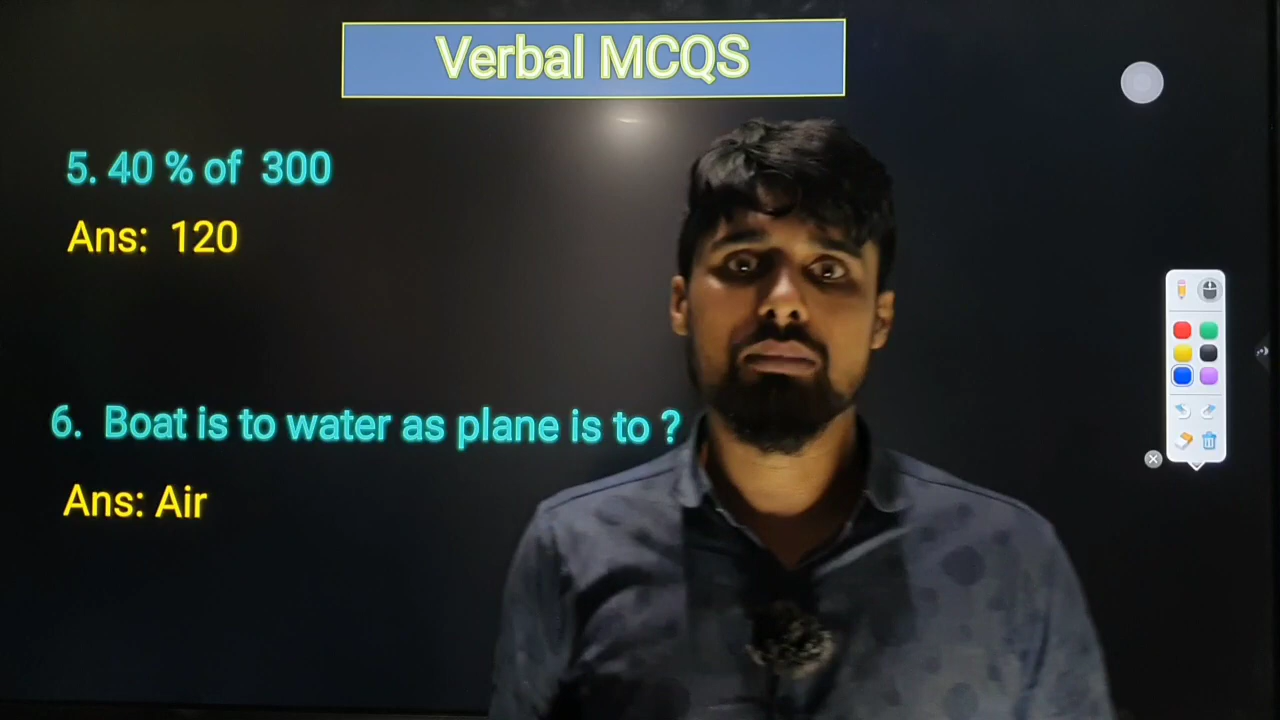 Verbal MCQS
5. 40 % of 300
Ans: 120
6. Boat is to water as plane is to ?
Ans: Air